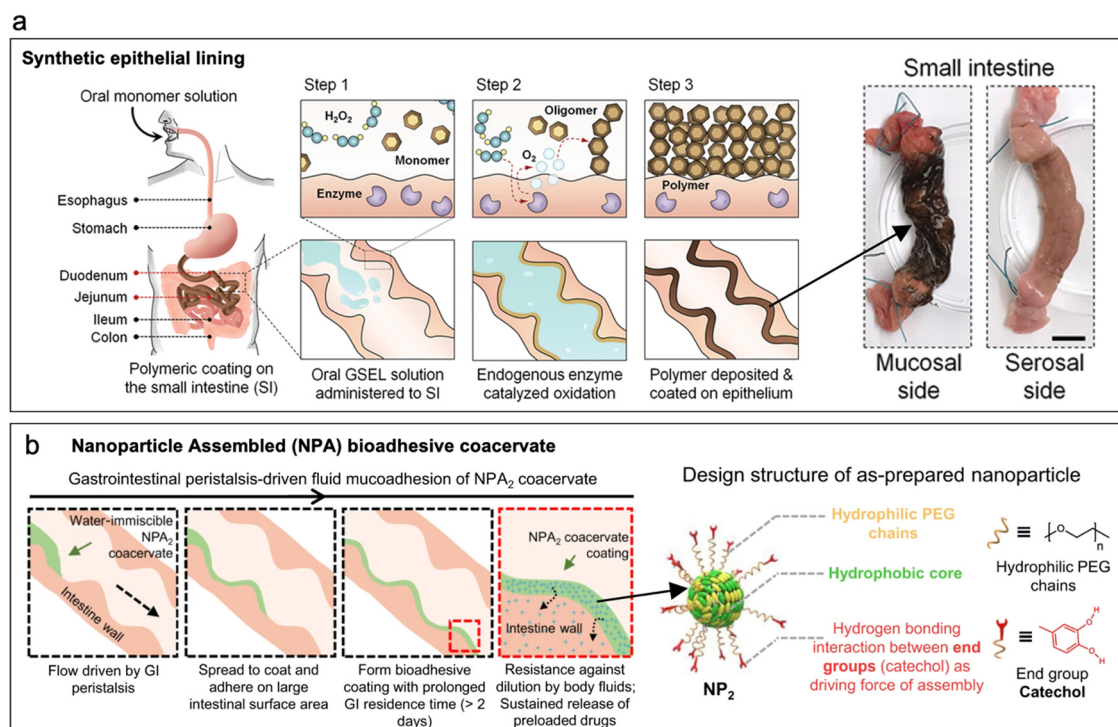 a
Synthetic epithelial lining
Oral monomer solution
Esophagus
Stomach
Duodenum
Jejunum
Ileum
Colon
Polymeric coating on
the small intestine (SI)
Step 1
H2O2
Monomer
Enzyme
Oral GSEL solution
administered to SI
Step 2
Oligomer
O2
Endogenous enzyme
catalyzed oxidation
Step 3
Polymer
Polymer deposited &
coated on epithelium
Small intestine
Mucosal
side
Serosal
side
b
Nanoparticle Assembled (NPA) bioadhesive coacervate
Gastrointestinal peristalsis-driven fluid mucoadhesion of NPA2 coacervate
Water-immiscible
NPA2
coacervate
Intestine wall
Flow driven by GI
peristalsis
Spread to coat and
adhere on large
intestinal surface area
Form bioadhesive
coating with prolonged
GI residence time (> 2
days)
NPA2 coacervate
coating
Intestine wall
Resistance against
dilution by body fluids;
Sustained release of
preloaded drugs
Design structure of as-prepared nanoparticle
NP2
Hydrophilic PEG
chains
Hydrophobic core
Hydrogen bonding
interaction between end
groups (catechol) as
driving force of assembly
≡
O
n
Hydrophilic PEG
chains
≡
O
H
O
H
End group
Catechol